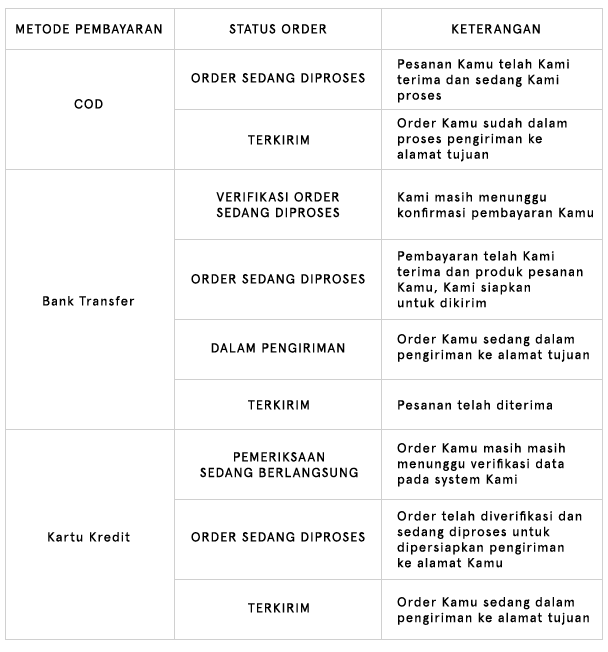 METODE PEMBAYARAN
STATUS ORDER
KETERANGAN
COD
ORDER SEDANG DIPROSES
Pesanan Kamu telah Kami
terima dan sedang Kami
proses
TERKIRIM
Order Kamu sudah dalam
proses pengiriman ke
alamat tujuan
Bank Transfer
VERIFIKASI ORDER
SEDANG DIPROSES
Kami masih menunggu
konfirmasi pembayaran Kamu
ORDER SEDANG DIPROSES
Pembayaran telah Kami
terima dan produk pesanan
Kamu, Kami siapkan
untuk dikirim
DALAM PENGIRIMAN
Order Kamu sedang dalam
pengiriman ke alamat tujuan
TERKIRIM
Pesanan telah diterima
Kartu Kredit
PEMERIKSAAN
SEDANG BERLANGSUNG
Order Kamu masih masih
menunggu verifikasi data
pada system Kami
ORDER SEDANG DIPROSES
Order telah diverifikasi dan
sedang diproses untuk
dipersiapkan pengiriman
ke alamat Kamu
TERKIRIM
Order Kamu sedang dalam
pengiriman ke alamat tujuan